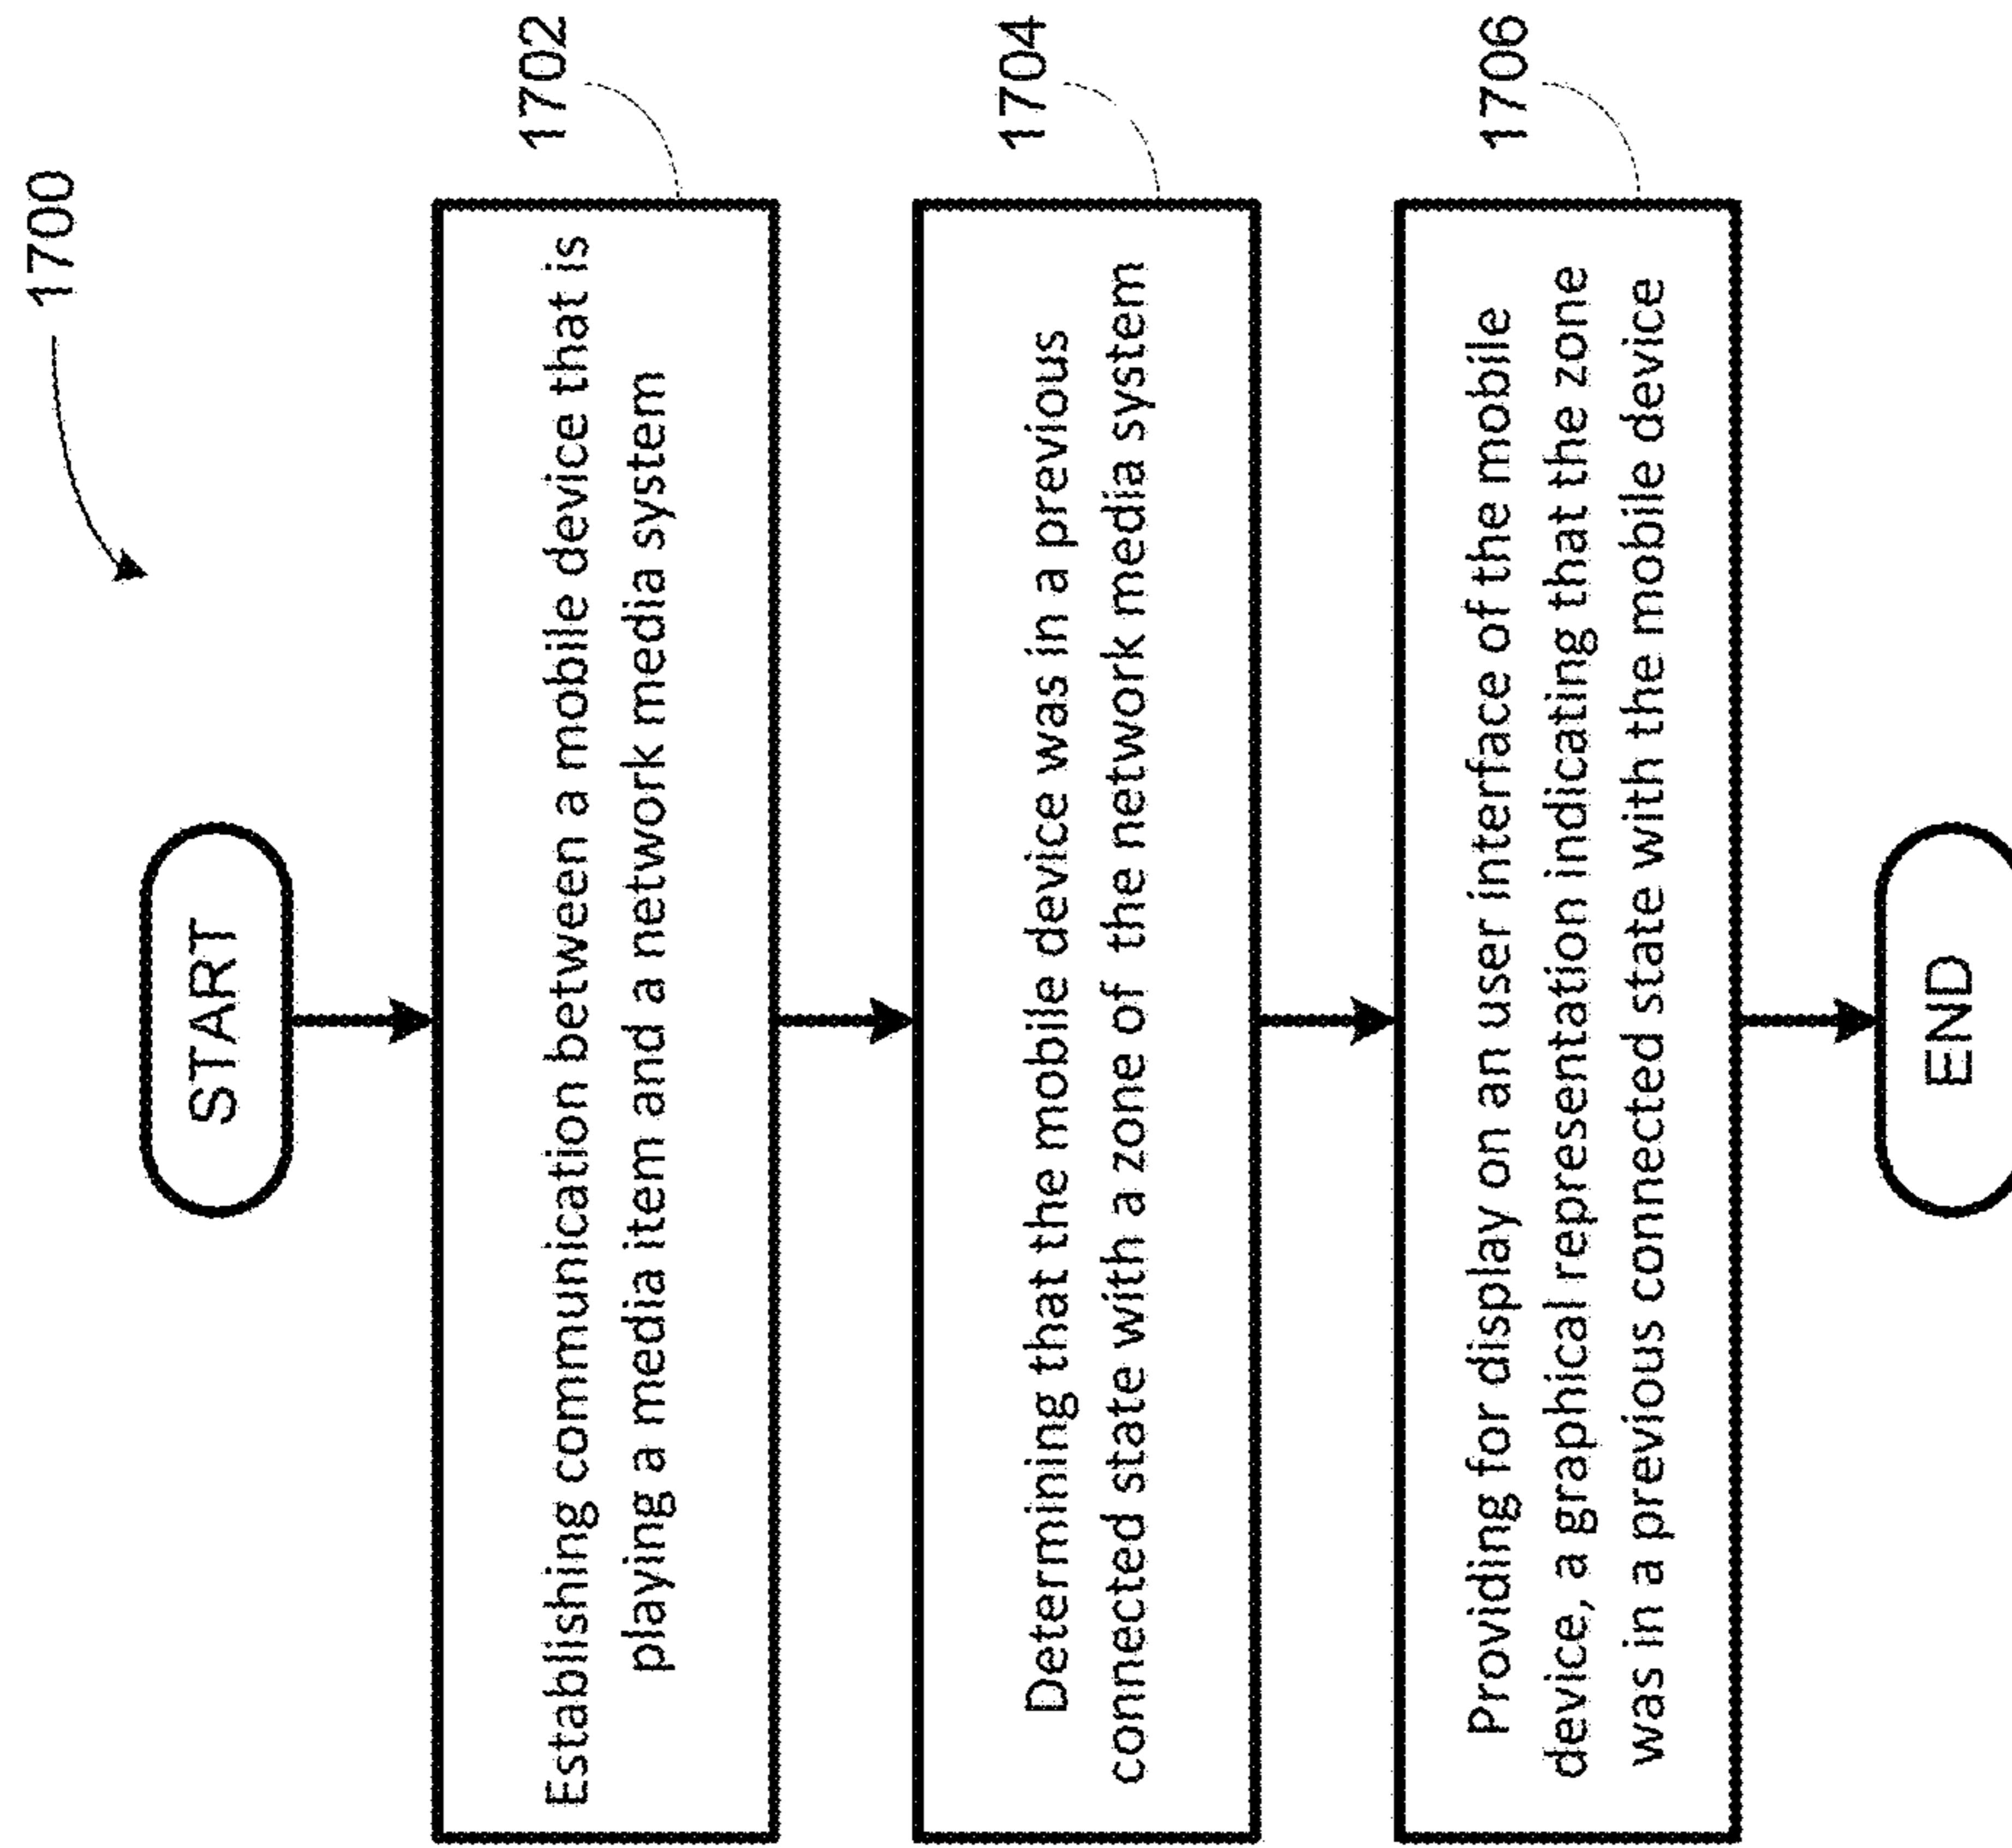 1700
START
Establishing communication between a mobile device that is
playing a media item and a network media system
1702
Determining that the mobile device was in a previous
connected state with a zone of the network media system
1704
Providing for display on an user interface of the mobile
device, a graphical representation indicating that the zone
was in a previous connected state with the mobile device
1706
END